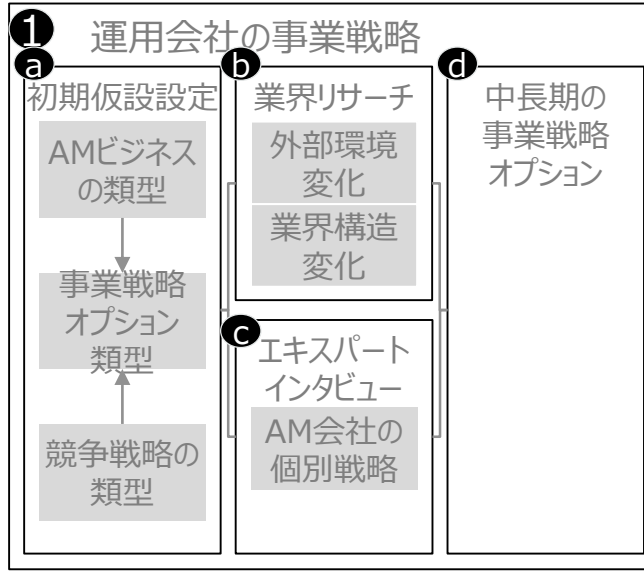 1 運用会社の事業戦略
a
初期仮設設定
AMビジネス
の類型
事業戦略
オプション
類型
競争戦略の
類型
b
業界リサーチ
外部環境
変化
業界構造
変化
c
エキスパート
インタビュー
AM会社の
個別戦略
d
中長期の
事業戦略
オプション